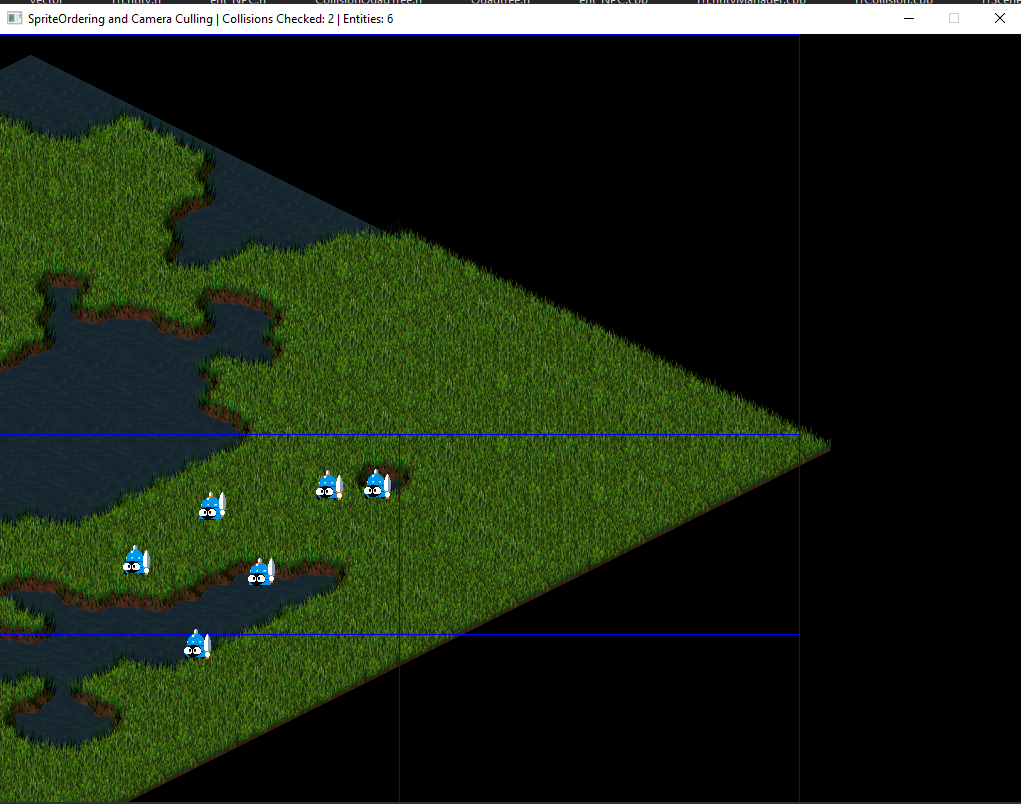 SpriteOrdering and Camera Culling | Collisions Checked: 2 | Entities: 6